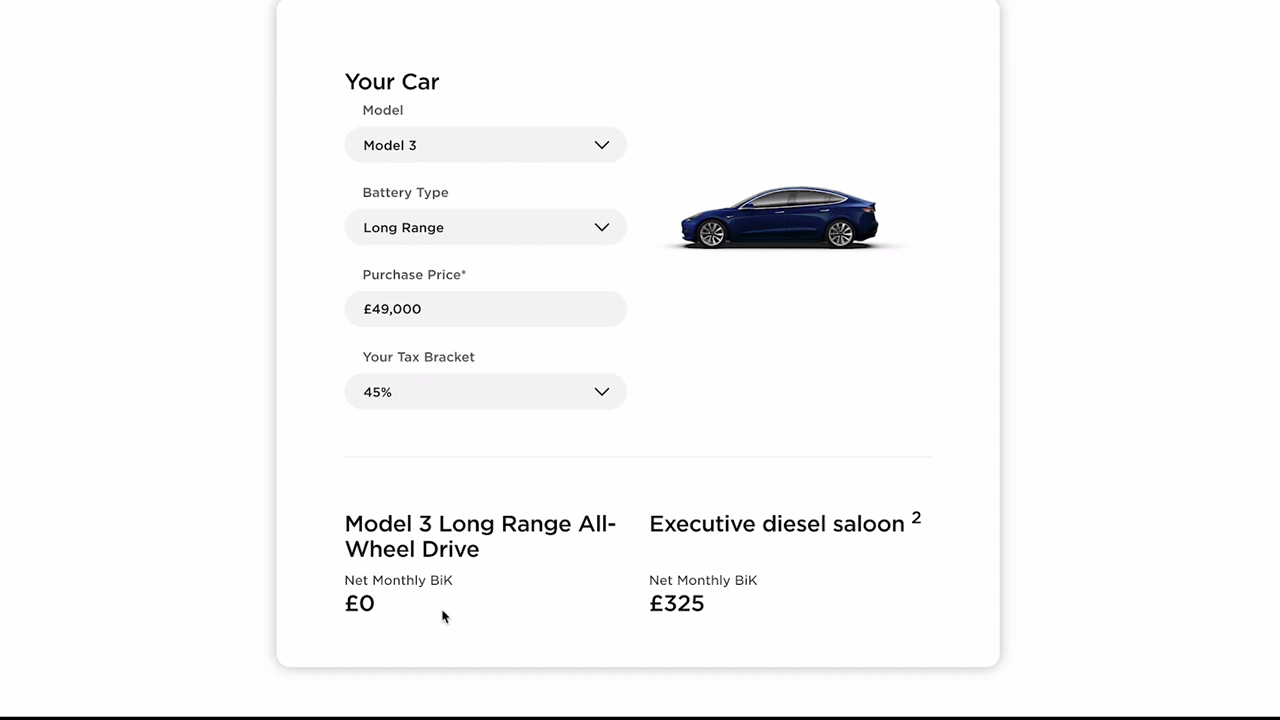 Your Car
Model
Model 3
Battery Type
Long Range
Purchase Price*
£49,000
Your Tax Bracket
45%
Model 3 Long Range All-
Wheel Drive
Net Monthly BiK
£0
Executive diesel saloon 2
Net Monthly BiK
£325